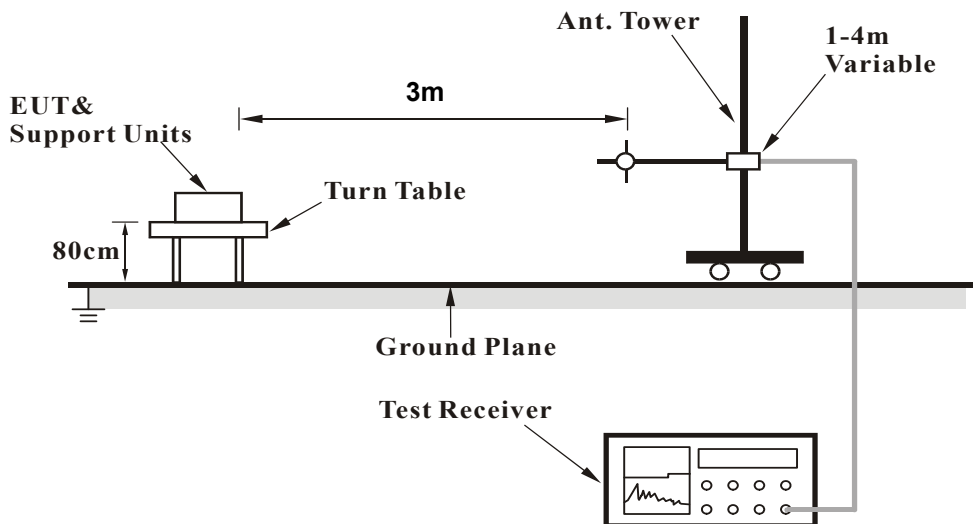 Ant. Tower
1-4m
Variable
3m
EUT&
Support Units
Turn Table
80cm
Ground Plane
Test Receiver